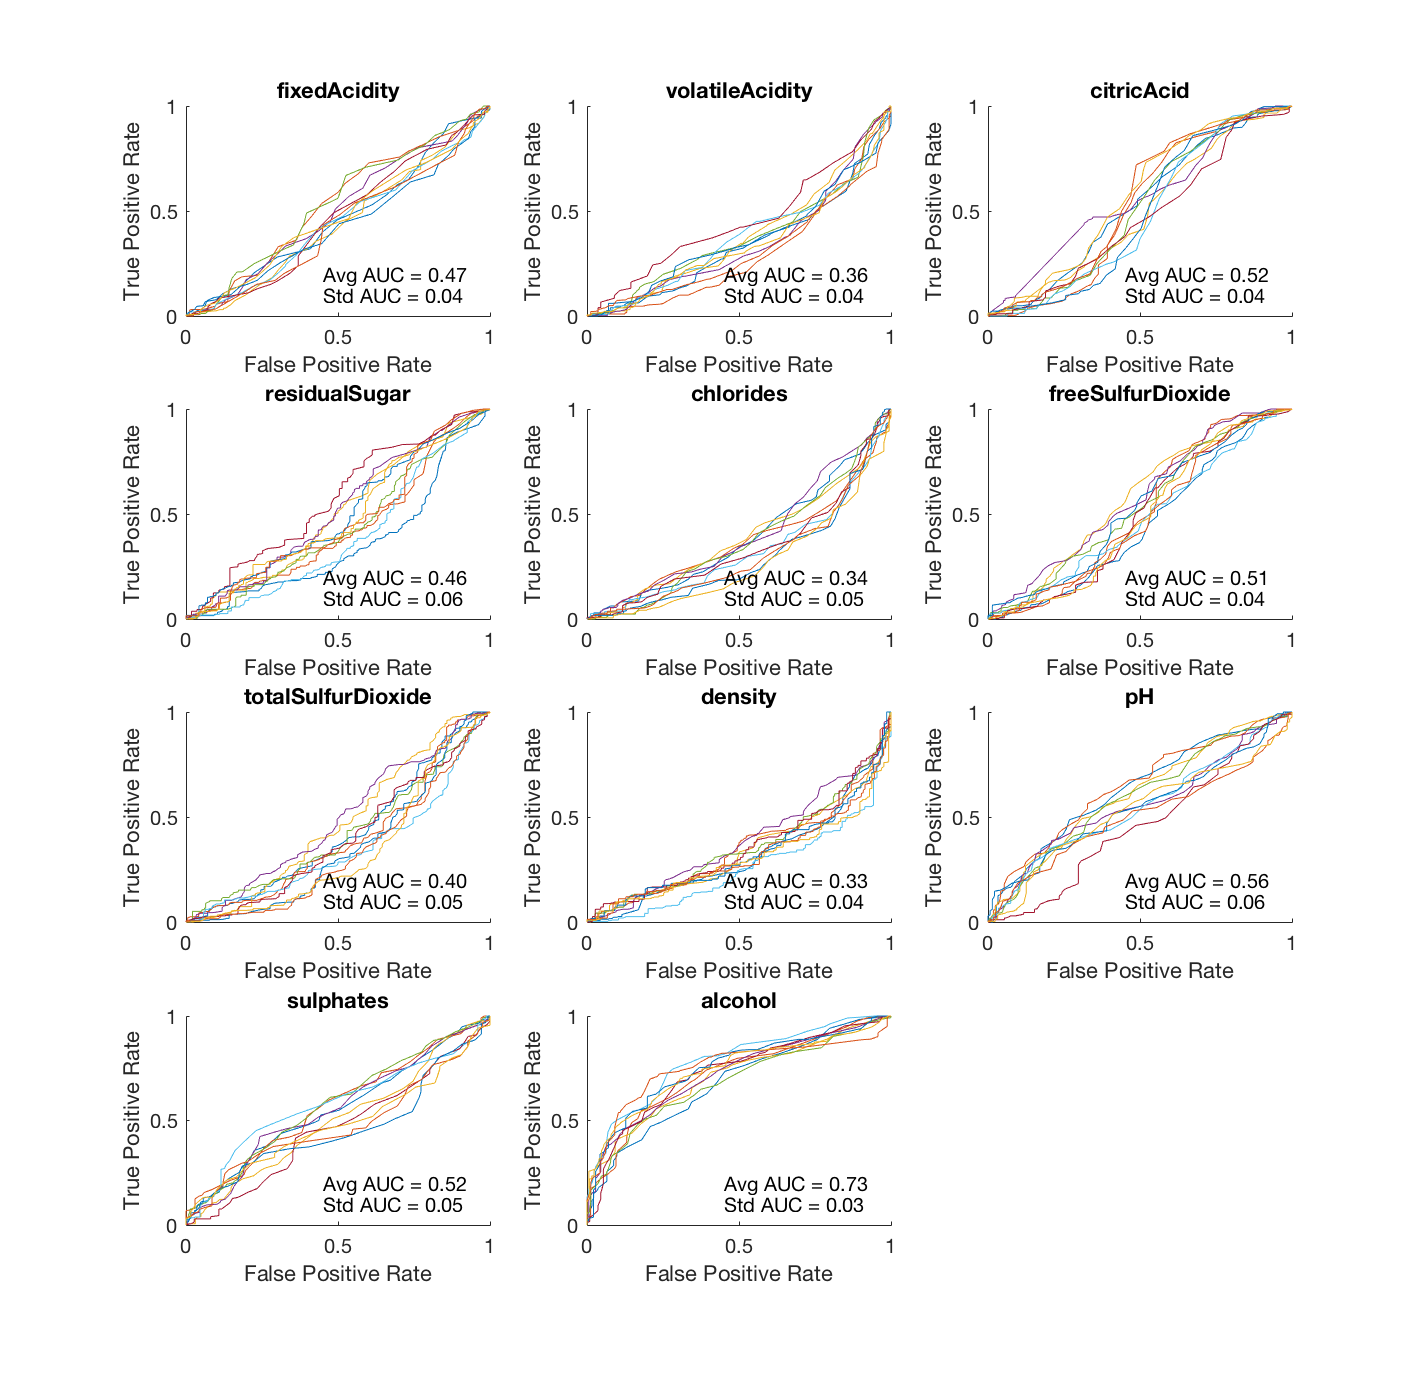 fixedAcidity
1
0.5
0
True Positive Rate
Avg AUC = 0.47
Std AUC = 0.04
0 0.5 1
False Positive Rate
volatileAcidity
1
0.5
0
True Positive Rate
Avg AUC = 0.36
Std AUC = 0.04
0 0.5 1
False Positive Rate
citricAcid
1
0.5
0
True Positive Rate
Avg AUC = 0.52
Std AUC = 0.04
0 0.5 1
False Positive Rate
residualSugar
1
0.5
0
True Positive Rate
Avg AUC = 0.46
Std AUC = 0.06
0 0.5 1
False Positive Rate
chlorides
1
0.5
0
True Positive Rate
Avg AUC = 0.34
Std AUC = 0.05
0 0.5 1
False Positive Rate
freeSulfurDioxide
1
0.5
0
True Positive Rate
Avg AUC = 0.51
Std AUC = 0.04
0 0.5 1
False Positive Rate
totalSulfurDioxide
1
0.5
0
True Positive Rate
Avg AUC = 0.40
Std AUC = 0.05
0 0.5 1
False Positive Rate
density
1
0.5
0
True Positive Rate
Avg AUC = 0.33
Std AUC = 0.04
0 0.5 1
False Positive Rate
pH
1
0.5
0
True Positive Rate
Avg AUC = 0.56
Std AUC = 0.06
0 0.5 1
False Positive Rate
sulphates
1
0.5
0
True Positive Rate
Avg AUC = 0.52
Std AUC = 0.05
0 0.5 1
False Positive Rate
alcohol
1
0.5
0
True Positive Rate
Avg AUC = 0.73
Std AUC = 0.03
0 0.5 1
False Positive Rate